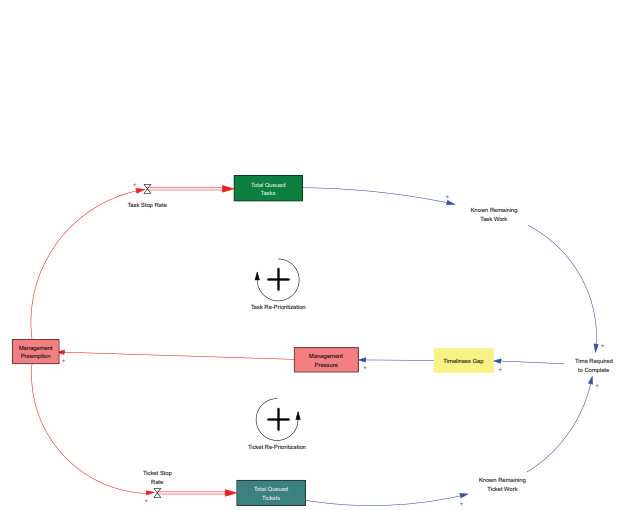 Total Queued
Tasks
Task Stop Rate
Known Remaining
Task Work
Task Re-Prioritization
Management
Preemption
Management
Pressure
Timeliness Gap
Time Required
to Complete
Ticket Re-Prioritization
Ticket Stop
Rate
Total Queued
Tickets
Known Remaining
Ticket Work